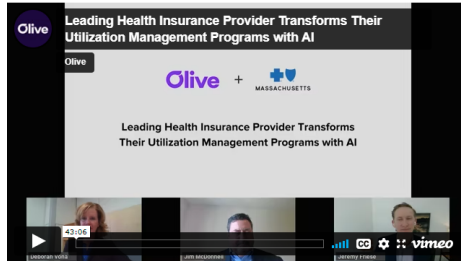 Olive
Leading Health Insurance Provider Transforms Their
Utilization Management Programs with AI
Olive
Olive + MASSACHUSETTS
Leading Health Insurance Provider Transforms
Their Utilization Management Programs with AI
43:06
CC vimeo
Deborah Votta
Jim McDonnell
Jeremy Friese